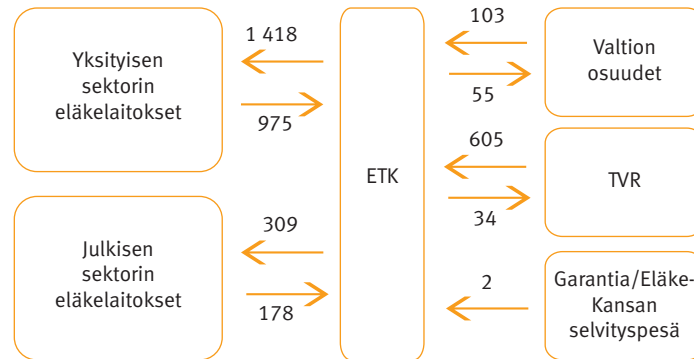 Yksityisen
sektorin
eläkelaitokset
1 418
975
Julkisen
sektorin
eläkelaitokset
309
178
ETK
103
55
Valtion
osuudet
605
34
TVR
2
Garantia/Eläke-
Kansan
selvityspesä